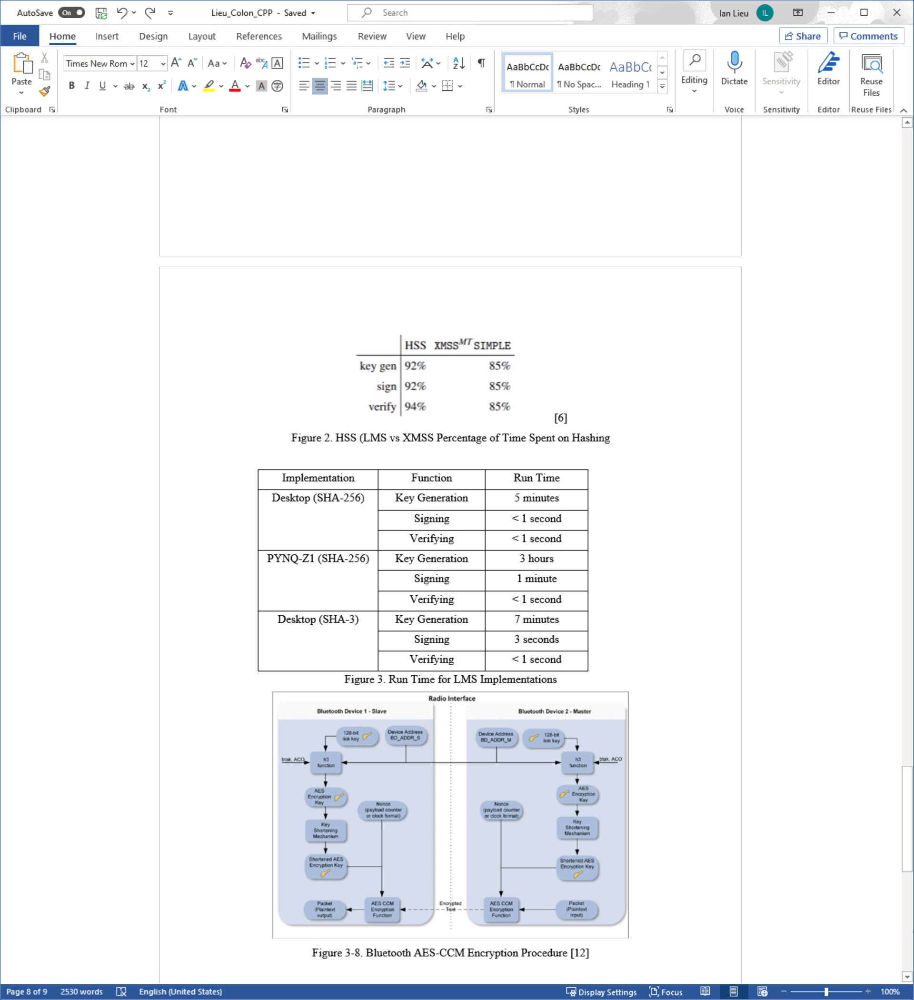 AutoSave On Lieu_Colon_CPP - Saved Search Ian Lieu IL
File Home Insert Design Layout References Mailings Review View Help Share Comments
Times New Rom 12 Aa
Paste
AaBbCcDc AaBbCcDc AaBbC(
¶ Normal ¶ No Spac... Heading 1
Editing Dictate Sensitivity Editor Reuse Files
Clipboard Font Paragraph Styles Voice Sensitivity Editor Reuse Files
HSS XMSS^MT SIMPLE
key gen 92% 85%
sign 92% 85%
verify 94% 85%
[6]
Figure 2. HSS (LMS vs XMSS Percentage of Time Spent on Hashing
Implementation Function Run Time
Desktop (SHA-256) Key Generation 5 minutes
Signing < 1 second
Verifying < 1 second
PYNQ-Z1 (SHA-256) Key Generation 3 hours
Signing 1 minute
Verifying < 1 second
Desktop (SHA-3) Key Generation 7 minutes
Signing 3 seconds
Verifying < 1 second
Figure 3. Run Time for LMS Implementations
Radio Interface
Bluetooth Device 1 - Slave
128-bit
link key
Device Address
BD_ADDR_S
btak, ACO
h3
function
AES
Encryption
Key
Nonce
(payload counter
or clock format)
Key
Shortening
Mechanism
Shortened AES
Encryption Key
Packet
(Plaintext
output)
AES CCM
Encryption
Function
Encrypted
Text
Bluetooth Device 2 - Master
Device Address
BD_ADDR_M
128-bit
link key
h3
function
btak, ACO
AES
Encryption
Key
Nonce
(payload counter
or clock format)
Key
Shortening
Mechanism
Shortened AES
Encryption Key
AES CCM
Encryption
Function
Packet
(Plaintext
input)
Figure 3-8. Bluetooth AES-CCM Encryption Procedure [12]
Page 8 of 9 2530 words English (United States) Display Settings Focus 100%